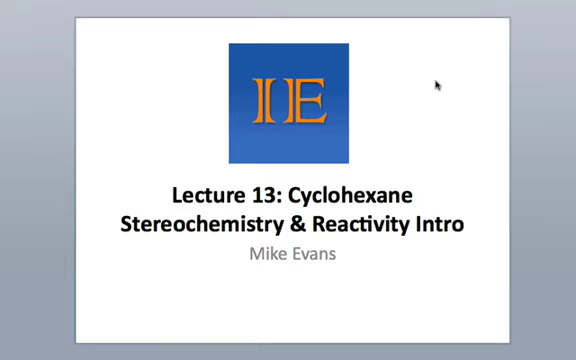 IE
Lecture 13: Cyclohexane
Stereochemistry & Reactivity Intro
Mike Evans